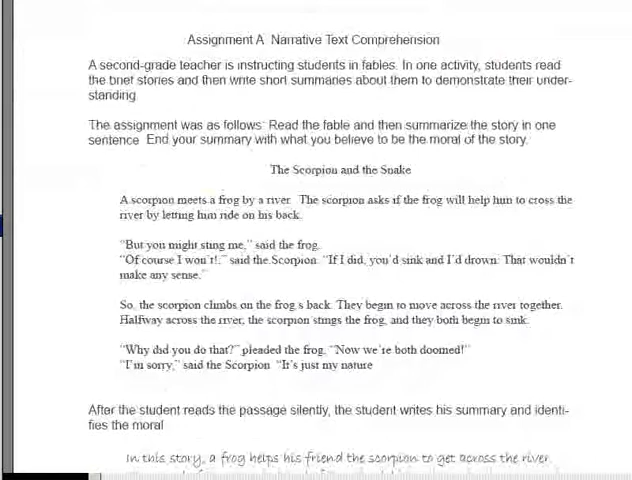 Assignment A Narrative Text Comprehension
A second-grade teacher is instructing students in fables. In one activity, students read
the brief stories and then write short summaries about them to demonstrate their under-
standing
The assignment was as follows: Read the fable and then summarize the story in one
sentence End your summary with what you believe to be the moral of the story.
The Scorpion and the Snake
A scorpion meets a frog by a river. The scorpion asks if the frog will help him to cross the
river by letting him ride on his back.
"But you might sting me," said the frog.
"Of course I won't!," said the Scorpion. "If I did, you'd sink and I'd drown. That wouldn't
make any sense."
So, the scorpion climbs on the frog's back. They begin to move across the river together.
Halfway across the river, the scorpion stings the frog, and they both begin to sink.
"Why did you do that?" pleaded the frog. "Now we're both doomed!"
"I'm sorry," said the Scorpion "It's just my nature
After the student reads the passage silently, the student writes his summary and identi-
fies the moral
In this story, a frog helps his friend the scorpion to get across the river.